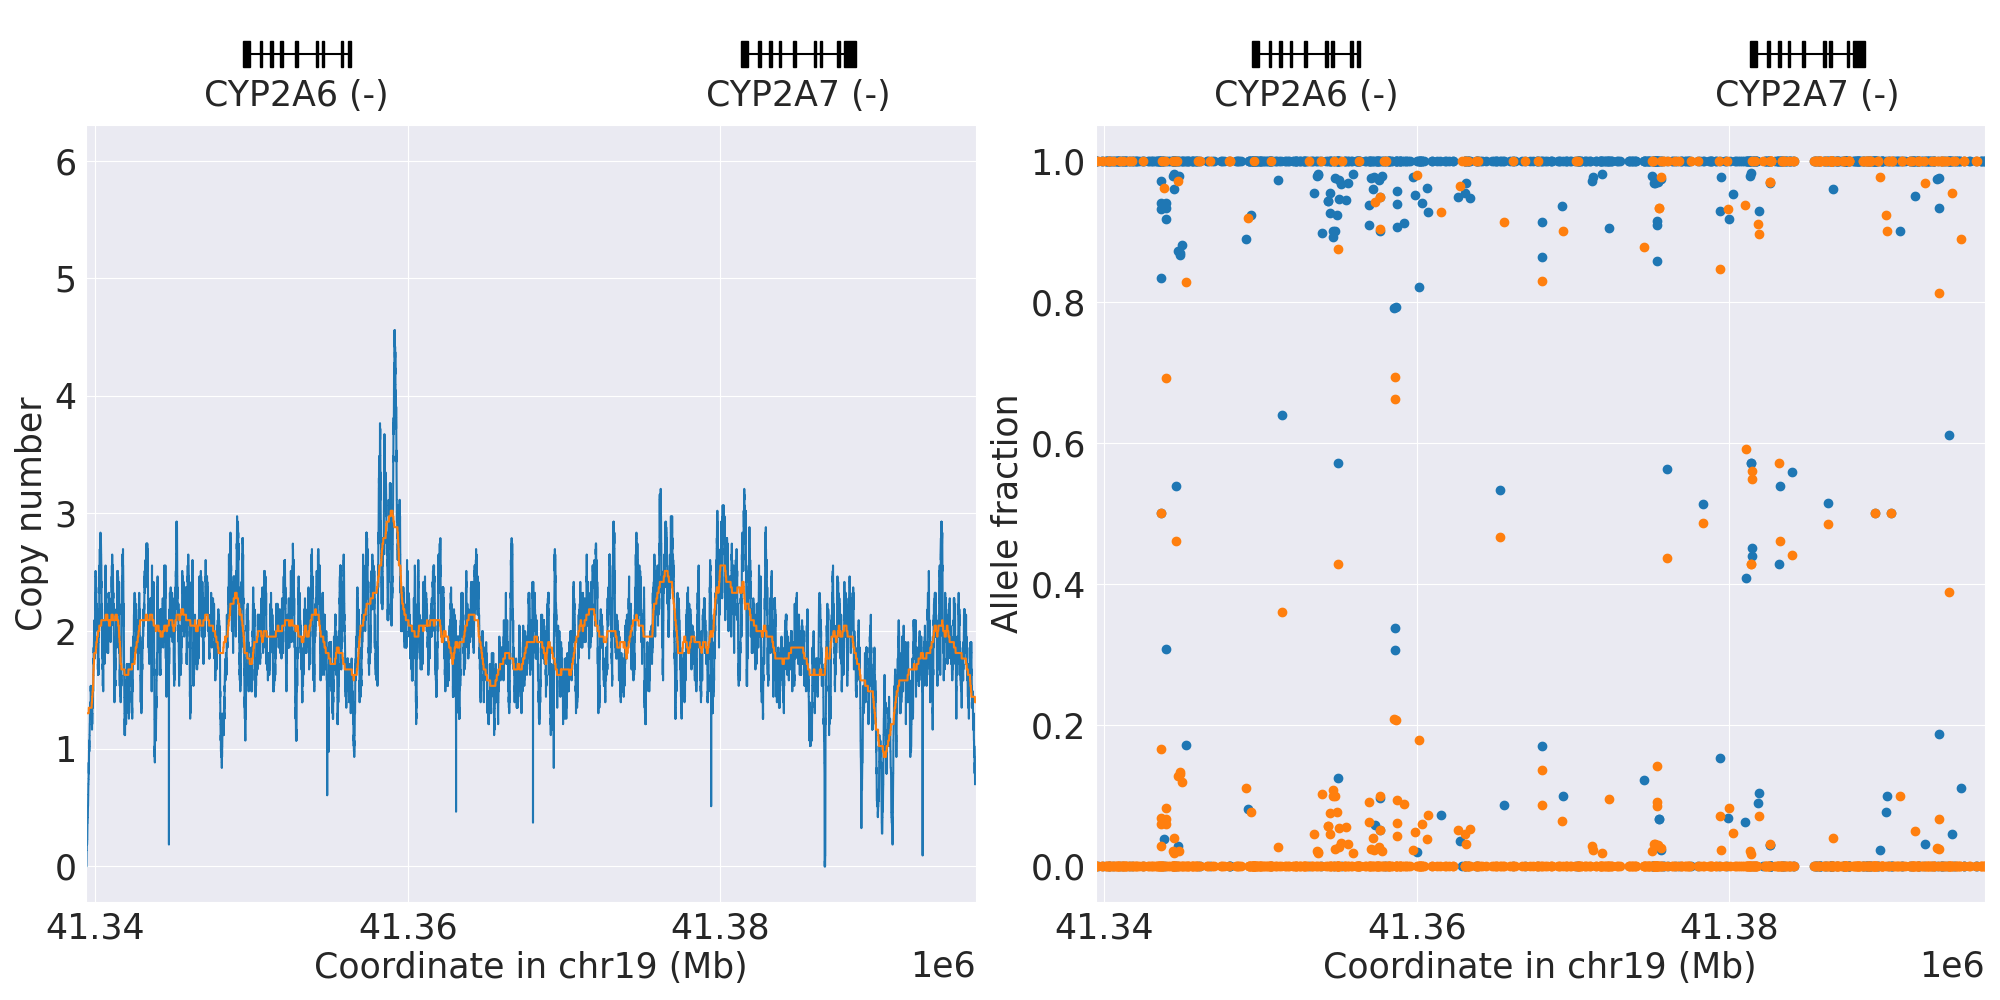 CYP2A6 (-)
CYP2A7 (-)
6
5
4
3
2
1
0
Copy number
41.34
41.36
41.38
Coordinate in chr19 (Mb)
1e6
CYP2A6 (-)
CYP2A7 (-)
1.0
0.8
0.6
0.4
0.2
0.0
Allele fraction
41.34
41.36
41.38
Coordinate in chr19 (Mb)
1e6